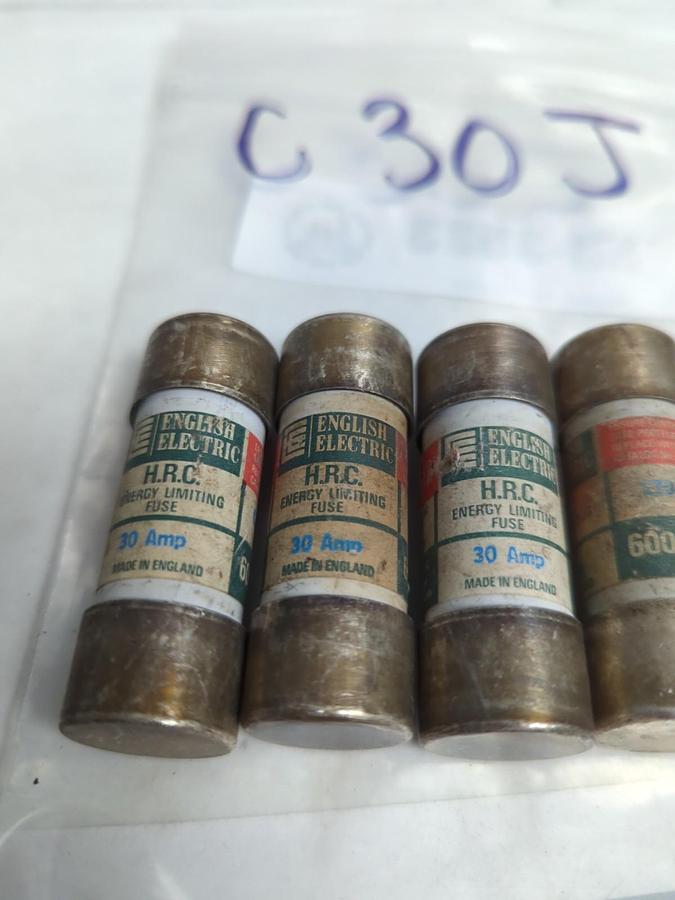 C 30 J
ENGLISH
ELECTRIC
H.R.C.
ENERGY LIMITING
FUSE
30 Amp
MADE IN ENGLAND
ENGLISH
ELECTRIC
H.R.C.
ENERGY LIMITING
FUSE
30 Amp
MADE IN ENGLAND
ENGLISH
ELECTRIC
H.R.C.
ENERGY LIMITING
FUSE
30 Amp
MADE IN ENGLAND
600